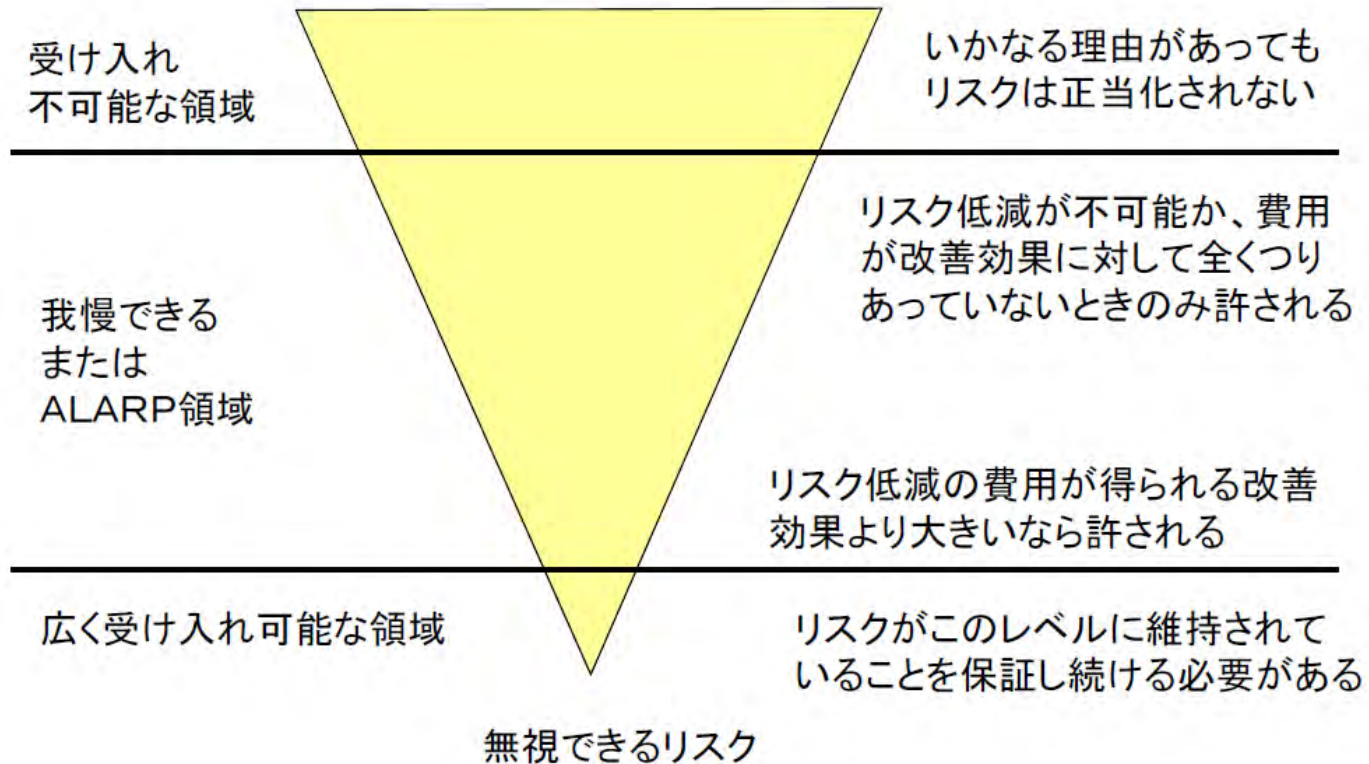 受け入れ
不可能な領域
いかなる理由があっても
リスクは正当化されない
リスク低減が不可能か、費用
が改善効果に対して全くつり
あっていないときのみ許される
我慢できる
または
ALARP領域
リスク低減の費用が得られる改善
効果より大きいなら許される
広く受け入れ可能な領域
リスクがこのレベルに維持されて
いることを保証し続ける必要がある
無視できるリスク